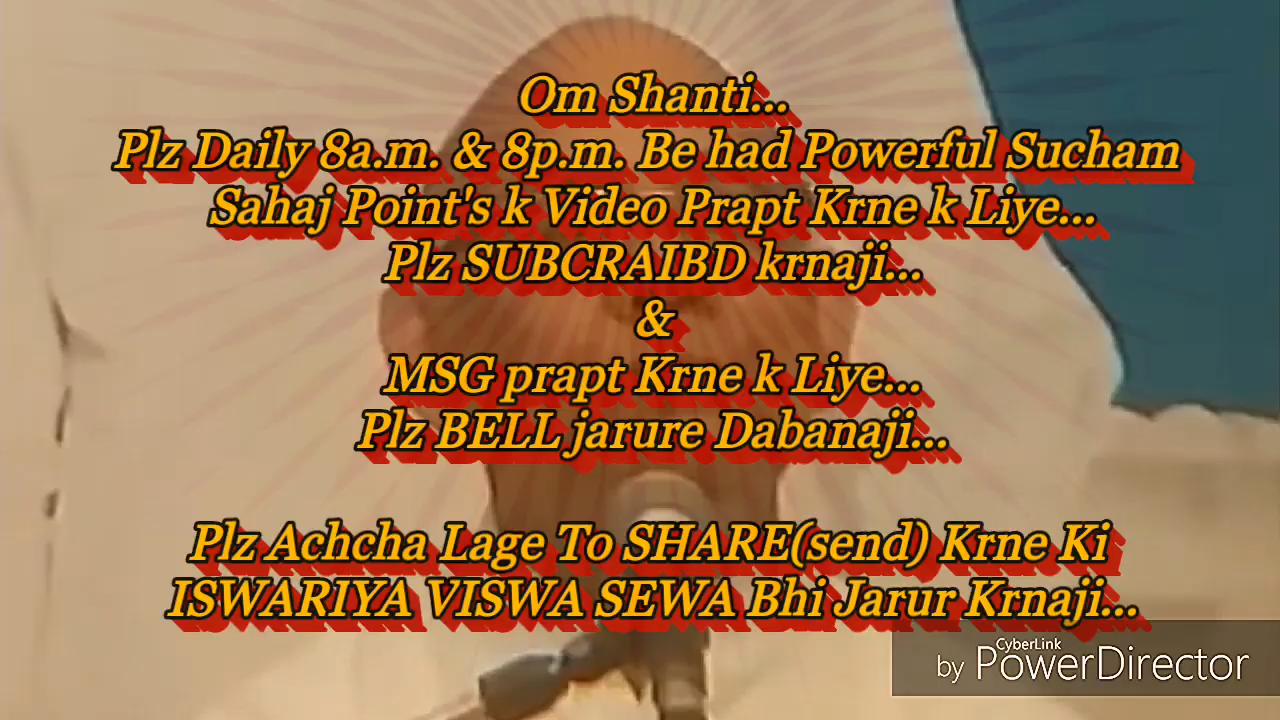 Om Shanti...
Plz Daily 8a.m. & 8p.m. Be had Powerful Sucham
Sahaj Point's k Video Prapt Krne k Liye...
Plz SUBCRAIBD krnaji...
&
MSG prapt Krne k Liye...
Plz BELL jarure Dabanaji...
Plz Achcha Lage To SHARE(send) Krne Ki
ISWARIYA VISWA SEWA Bhi Jarur Krnaji...
CyberLink
by PowerDirector